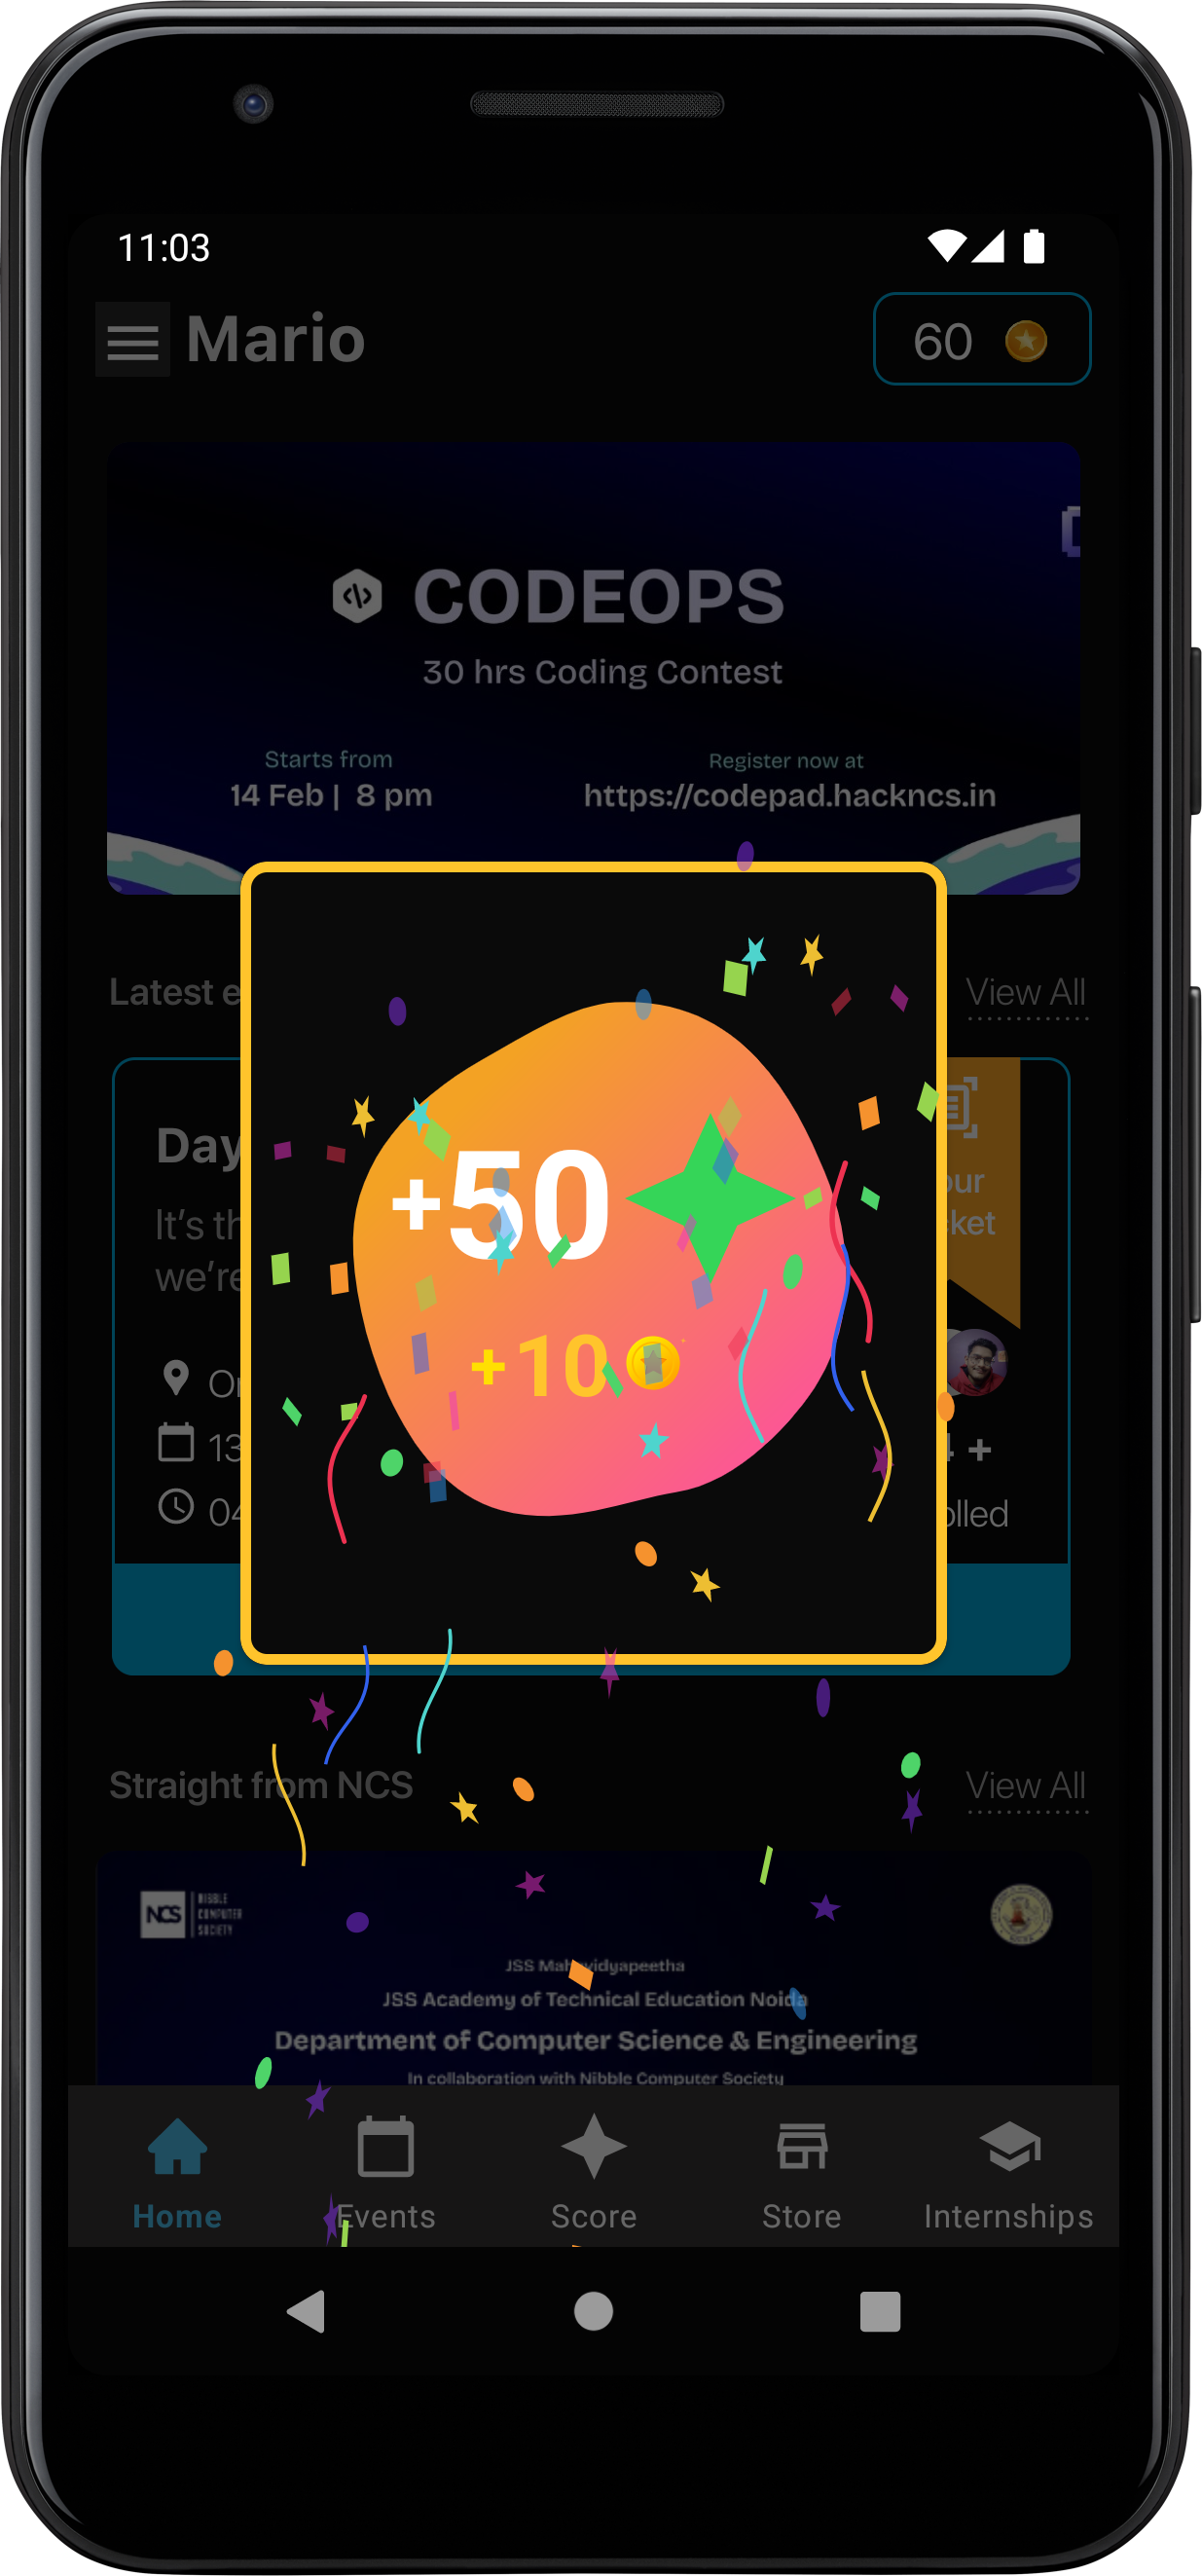 11:03
Mario
60
CODEOPS
30 hrs Coding Contest
Starts from
14 Feb | 8 pm
Register now at
https://codepad.hackncs.in
Latest e
View All
Day
It's th
we're
our
ket
+50
+10
13
04
+
olled
Straight from NCS
View All
NCS
NIBBLE
COMPUTER
SOCIETY
JSS Mahavidyapeetha
JSS Academy of Technical Education Noida
Department of Computer Science & Engineering
In collaboration with Nibble Computer Society
Home
Events
Score
Store
Internships